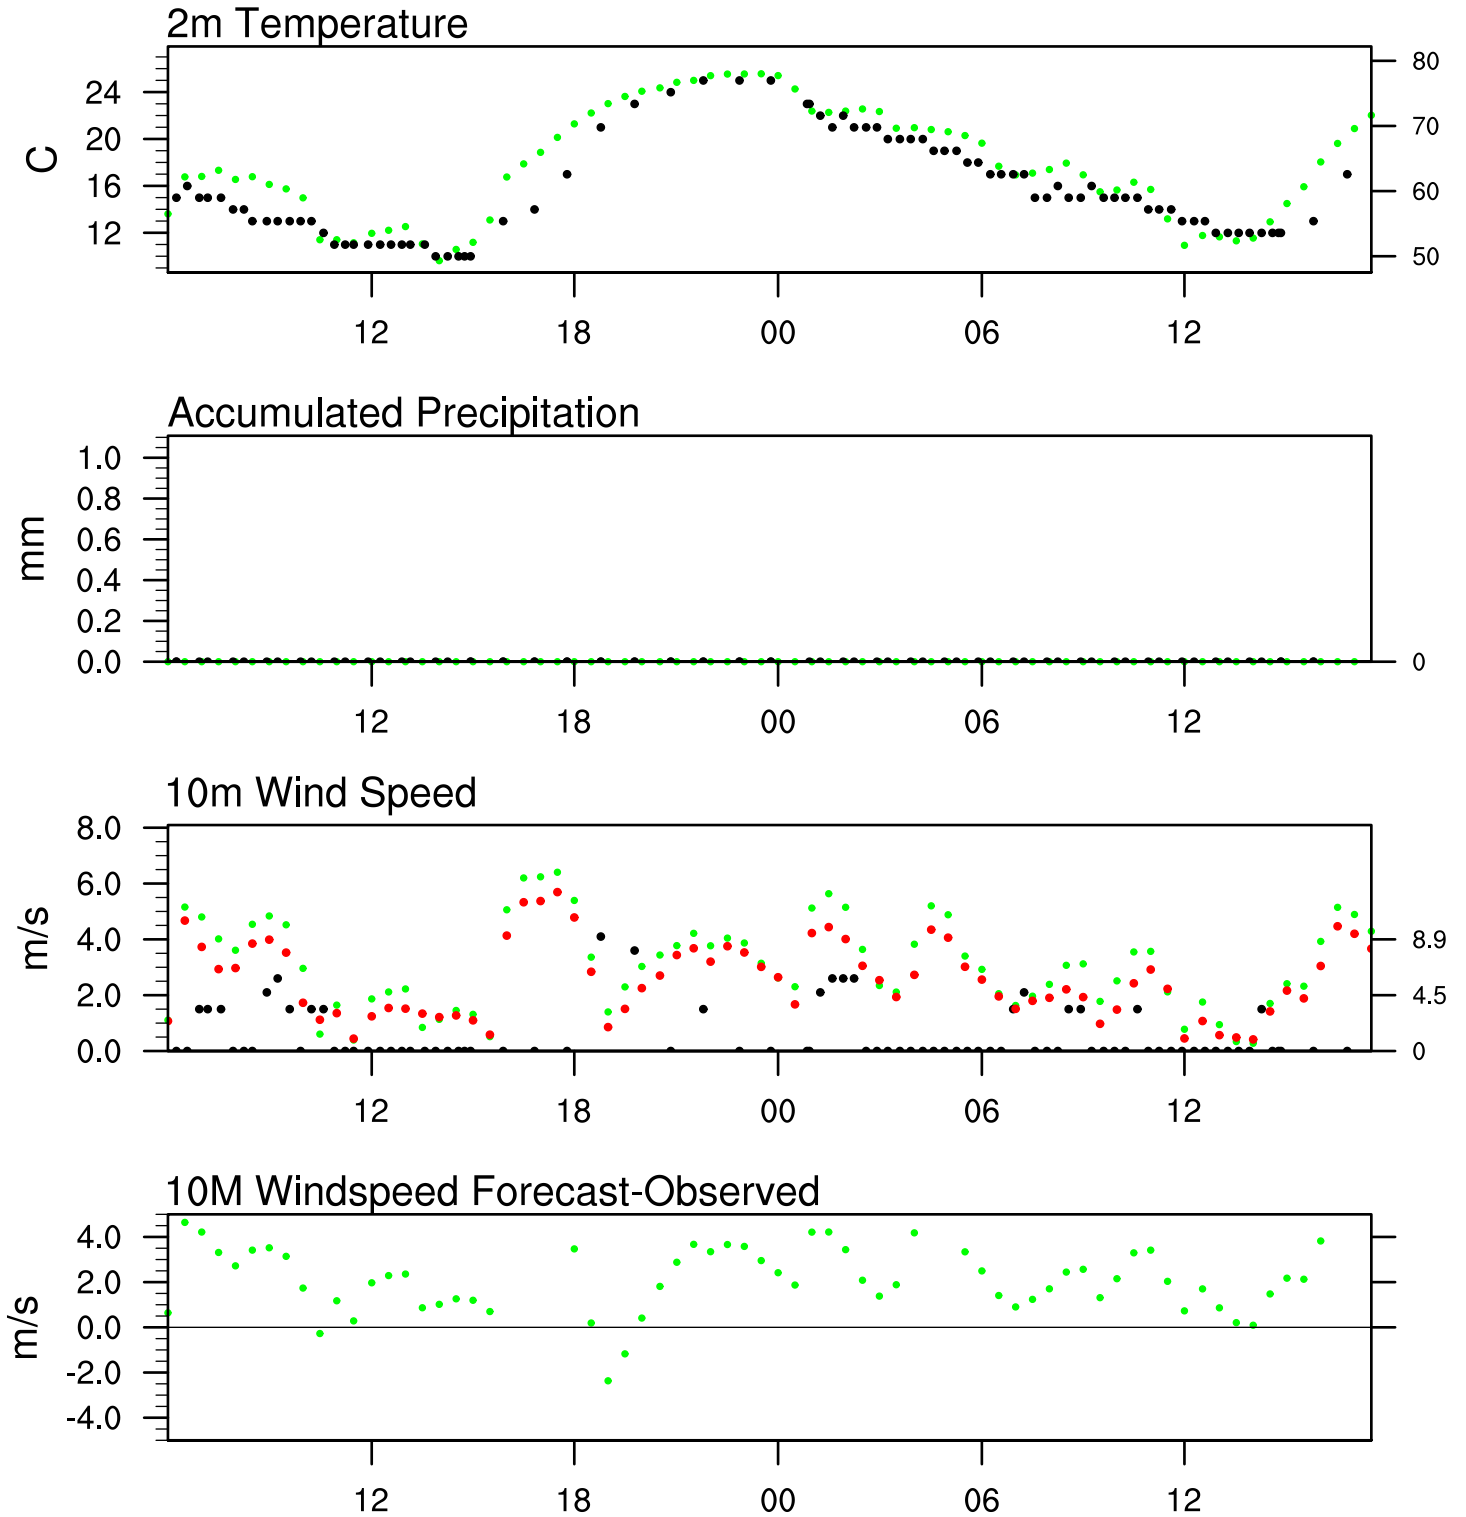 2m Temperature
24
20
16
12
C
80
70
60
50
12 18 00 06 12
Accumulated Precipitation
1.0
0.8
0.6
0.4
0.2
0.0
mm
0
12 18 00 06 12
10m Wind Speed
8.0
6.0
4.0
2.0
0.0
m/s
8.9
4.5
0
12 18 00 06 12
10M Windspeed Forecast-Observed
4.0
2.0
0.0
-2.0
-4.0
m/s
12 18 00 06 12